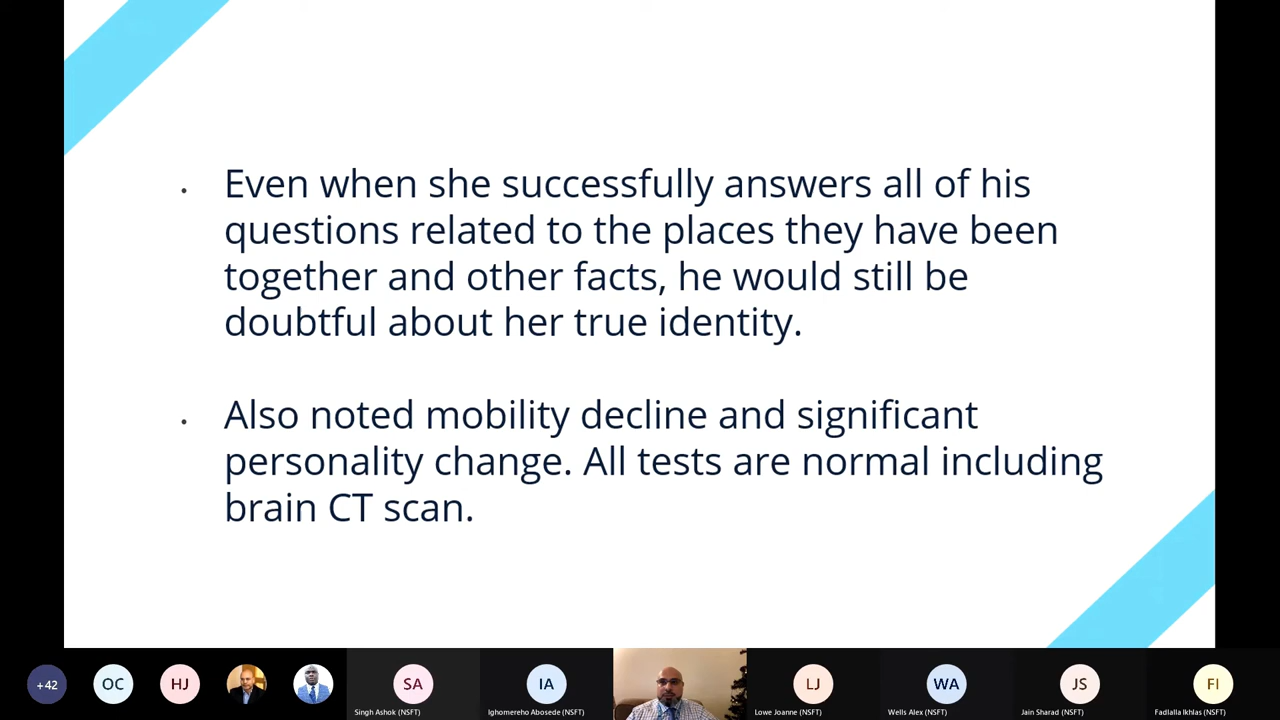 • Even when she successfully answers all of his
questions related to the places they have been
together and other facts, he would still be
doubtful about her true identity.
• Also noted mobility decline and significant
personality change. All tests are normal including
brain CT scan.
+42
OC
HJ
SA
IA
LJ
WA
JS
FI
Singh Ashok (NSFT)
Ighomereho Abosede (NSFT)
Lowe Joanne (NSFT)
Wells Alex (NSFT)
Jain Sharad (NSFT)
Fadlalla Ikhlas (NSFT)